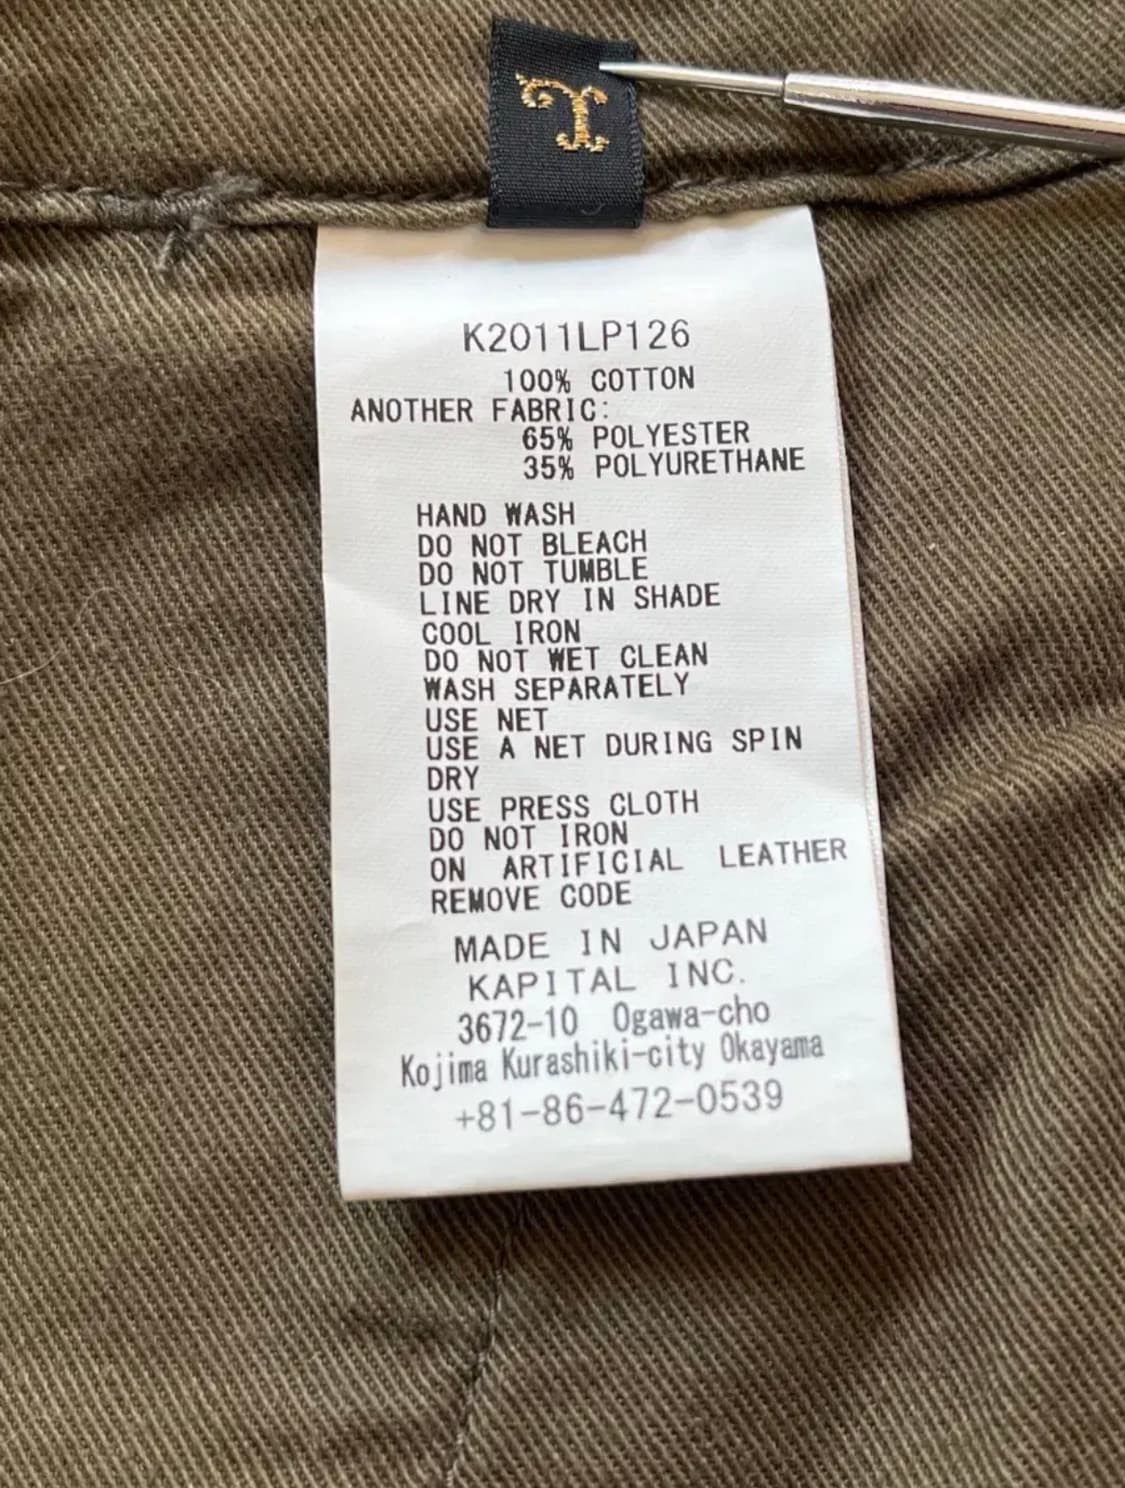 I
K2011LP126
100% COTTON
ANOTHER FABRIC:
65% POLYESTER
35% POLYURETHANE
HAND WASH
DO NOT BLEACH
DO NOT TUMBLE
LINE DRY IN SHADE
COOL IRON
DO NOT WET CLEAN
WASH SEPARATELY
USE NET
USE A NET DURING SPIN
DRY
USE PRESS CLOTH
DO NOT IRON
ON ARTIFICIAL LEATHER
REMOVE CODE
MADE IN JAPAN
KAPITAL INC.
3672-10 Ogawa-cho
Kojima Kurashiki-city Okayama
+81-86-472-0539